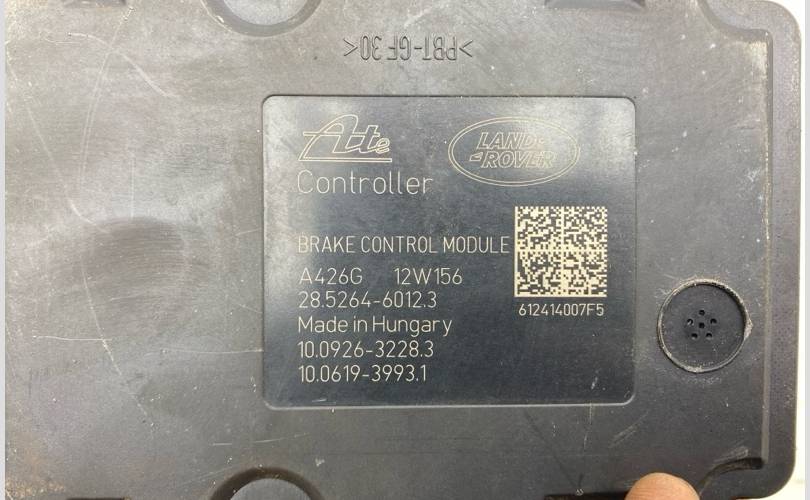 >PBT-GF30<
Ate
LAND-
-ROVER
Controller
BRAKE CONTROL MODULE
A426G 12W156
28.5264-6012.3
612414007F5
Made in Hungary
10.0926-3228.3
10.0619-3993.1